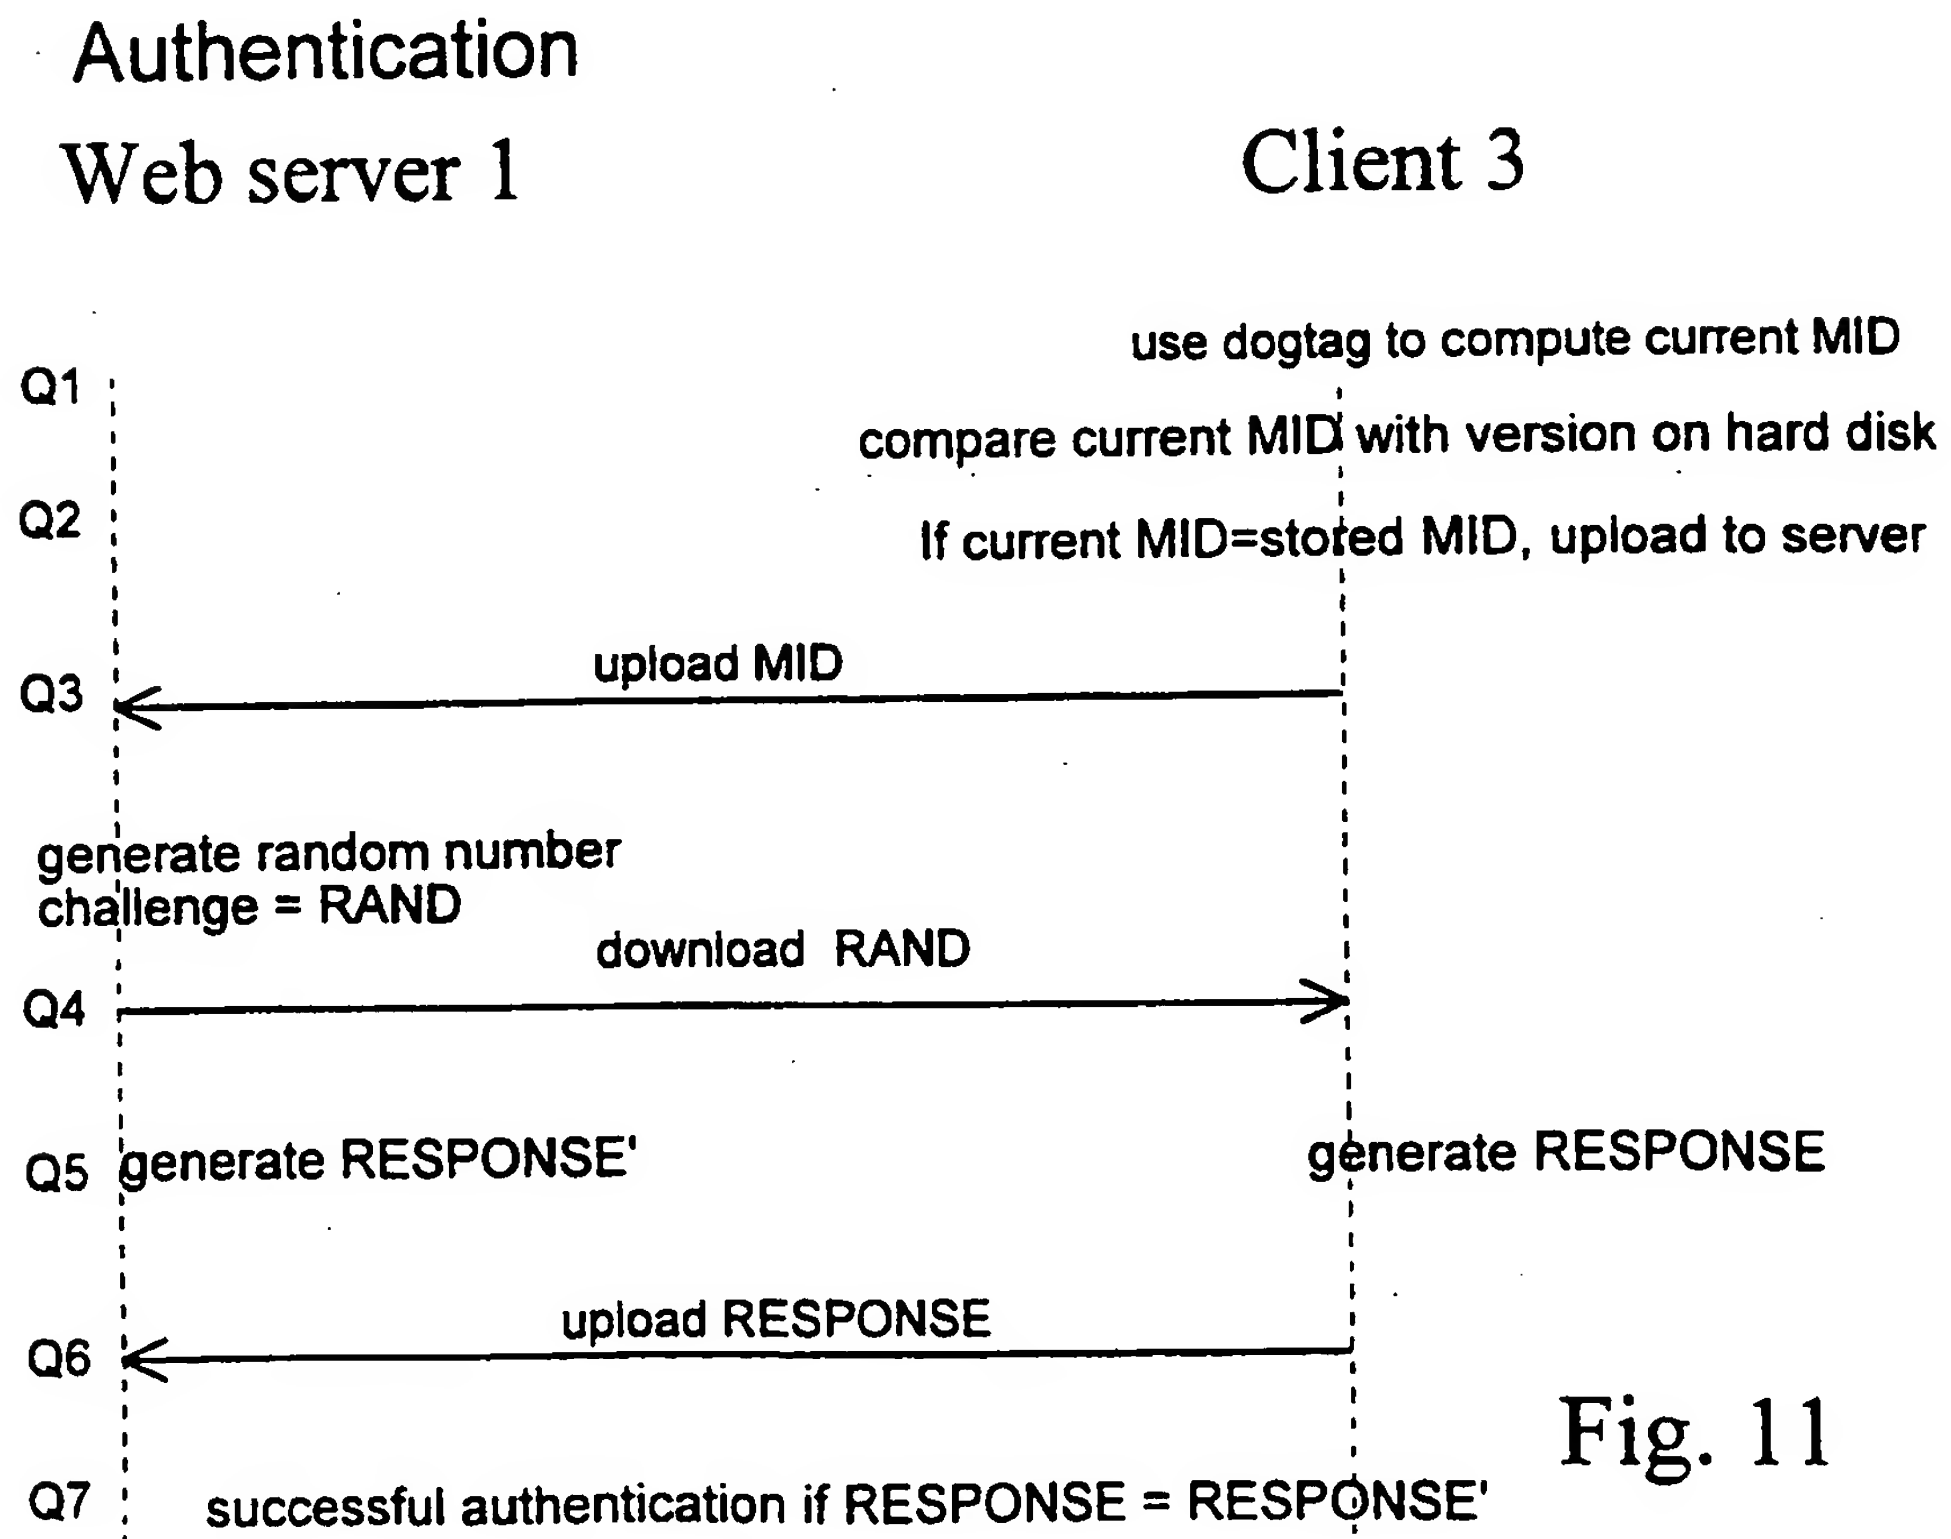 Authentication
Web server 1
Client 3
use dogtag to compute current MID
Q1
compare current MID with version on hard disk
Q2
If current MID=stored MID, upload to server
upload MID
Q3
generate random number
challenge = RAND
download RAND
Q4
Q5
generate RESPONSE'
generate RESPONSE
upload RESPONSE
Q6
Fig. 11
Q7
successful authentication if RESPONSE = RESPONSE'